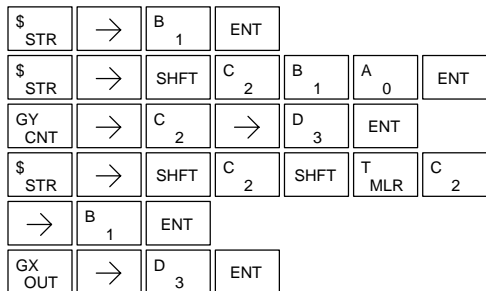 $ STR → B 1 ENT
$ STR → SHFT C 2 B 1 A 0 ENT
GY CNT → C 2 → D 3 ENT
$ STR → SHFT C 2 SHFT T MLR C 2
→ B 1 ENT
GX OUT → D 3 ENT